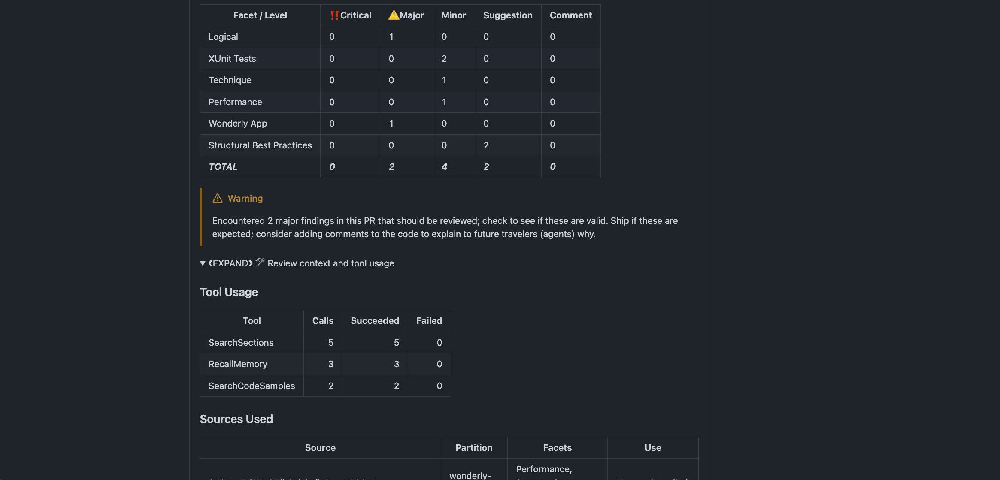 Facet / Level ‼️Critical ⚠️Major Minor Suggestion Comment
Logical 0 1 0 0 0
XUnit Tests 0 0 2 0 0
Technique 0 0 1 0 0
Performance 0 0 1 0 0
Wonderly App 0 1 0 0 0
Structural Best Practices 0 0 0 2 0
TOTAL 0 2 4 2 0
Warning
Encountered 2 major findings in this PR that should be reviewed; check to see if these are valid. Ship if these are
expected; consider adding comments to the code to explain to future travelers (agents) why.
▼ ❮EXPAND❯ 🛠️ Review context and tool usage
Tool Usage
Tool Calls Succeeded Failed
SearchSections 5 5 0
RecallMemory 3 3 0
SearchCodeSamples 2 2 0
Sources Used
Source Partition Facets Use
Performance,
wonderly-